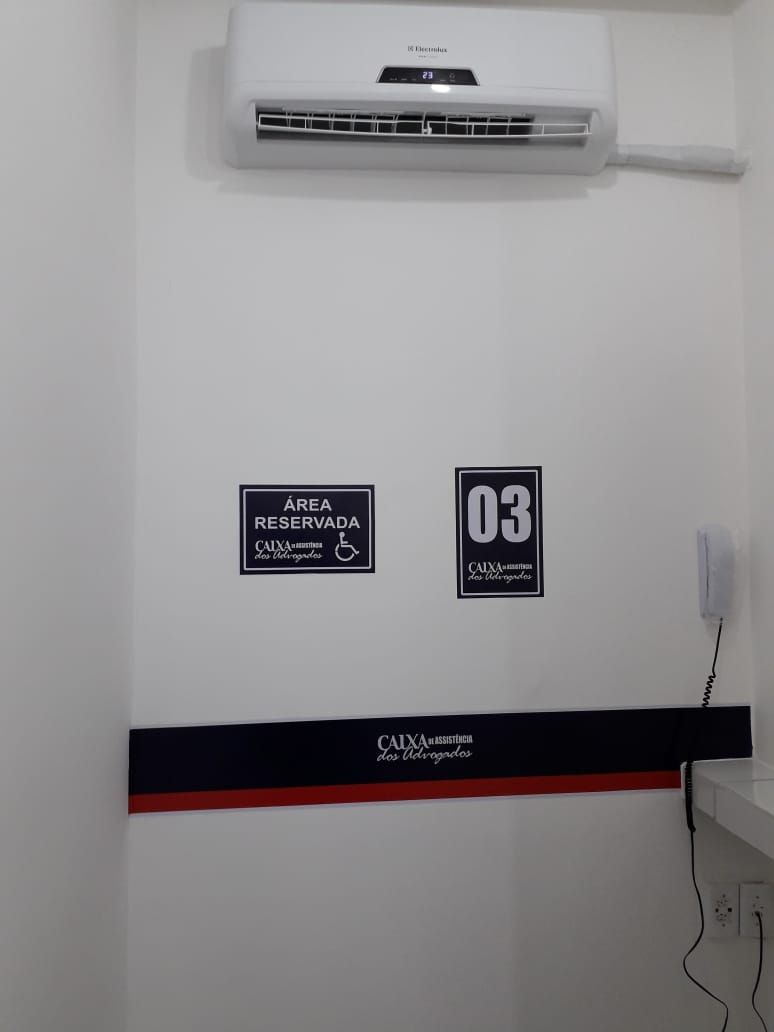 Electrolux
23
ÁREA
RESERVADA
CAIXA DE ASSISTÊNCIA
dos Advogados
03
CAIXA DE ASSISTÊNCIA
dos Advogados
CAIXA DE ASSISTÊNCIA
dos Advogados